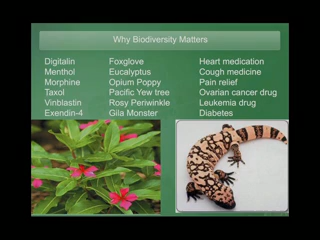 Why Biodiversity Matters
Digitalin Foxglove Heart medication
Menthol Eucalyptus Cough medicine
Morphine Opium Poppy Pain relief
Taxol Pacific Yew tree Ovarian cancer drug
Vinblastin Rosy Periwinkle Leukemia drug
Exendin-4 Gila Monster Diabetes